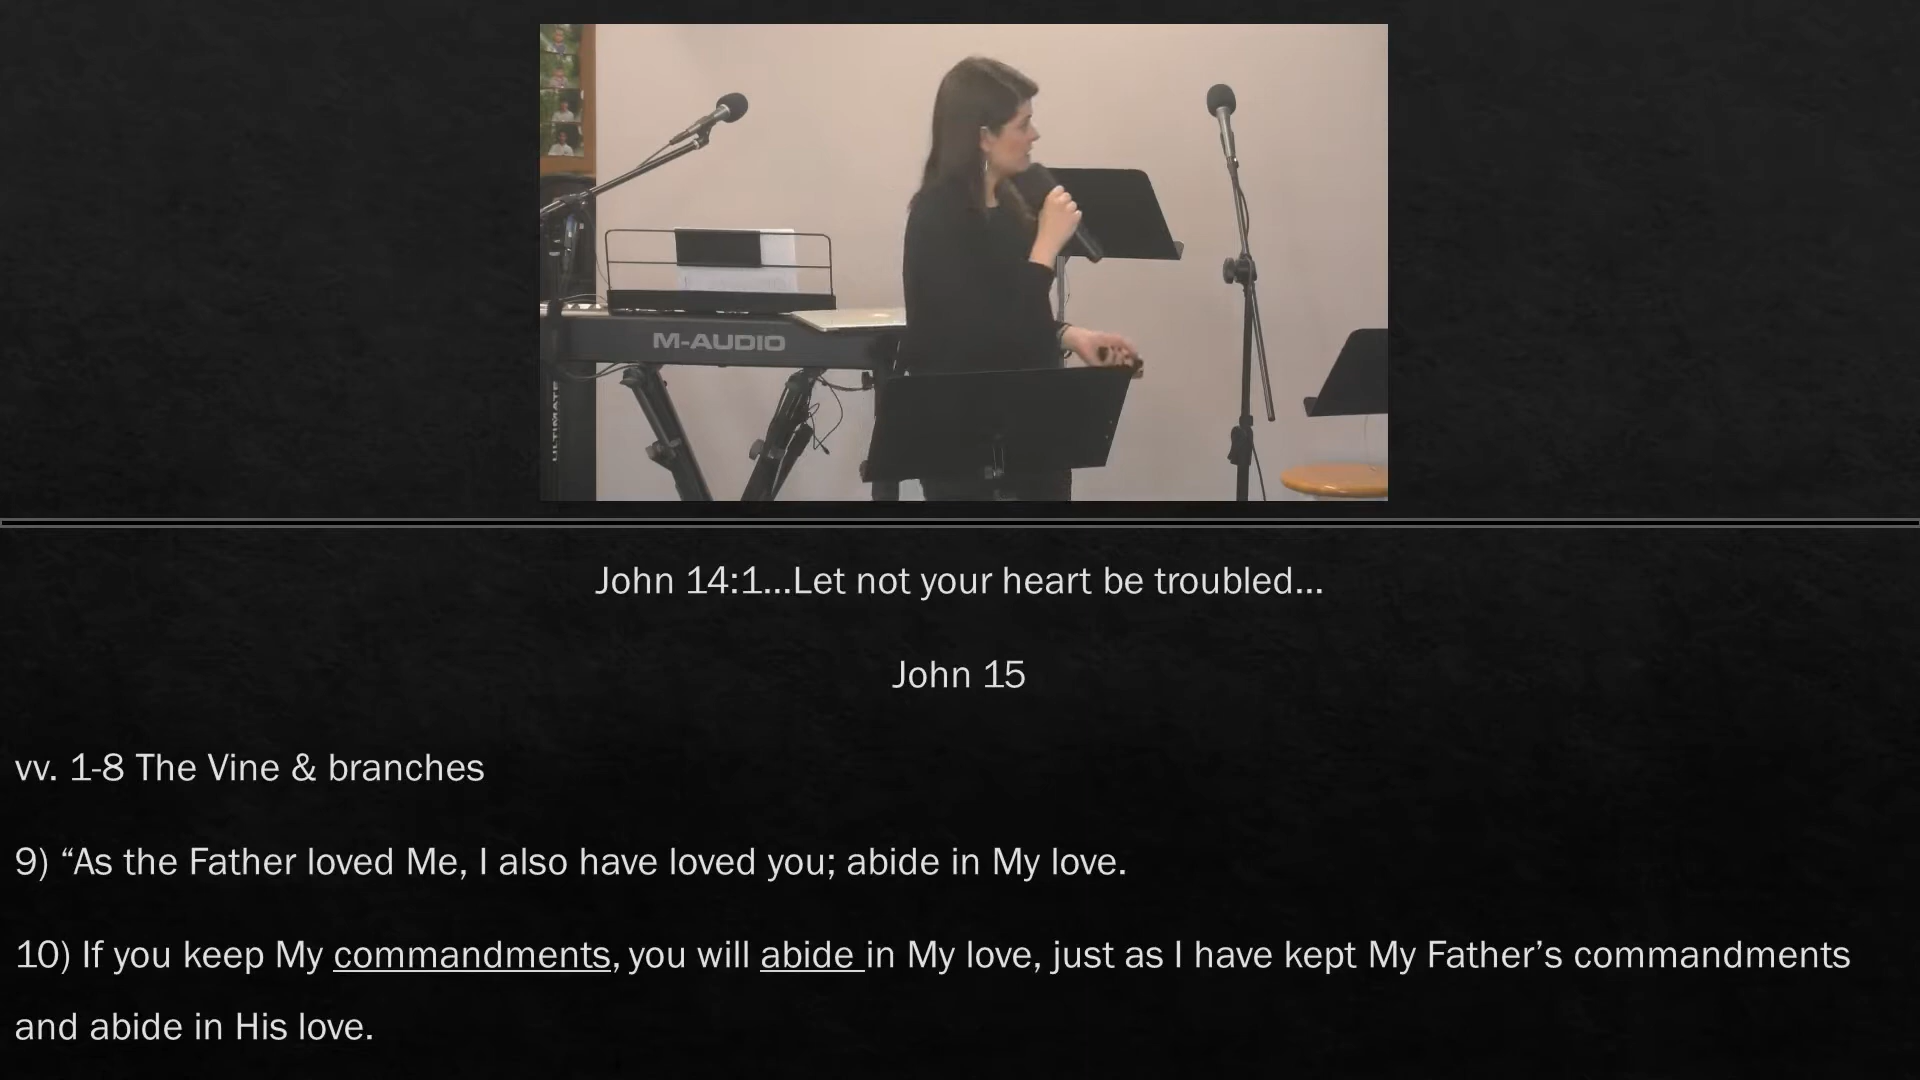 M-AUDIO
ULTIMATE
John 14:1...Let not your heart be troubled...
John 15
vv. 1-8 The Vine & branches
9) “As the Father loved Me, I also have loved you; abide in My love.
10) If you keep My commandments, you will abide in My love, just as I have kept My Father’s commandments
and abide in His love.